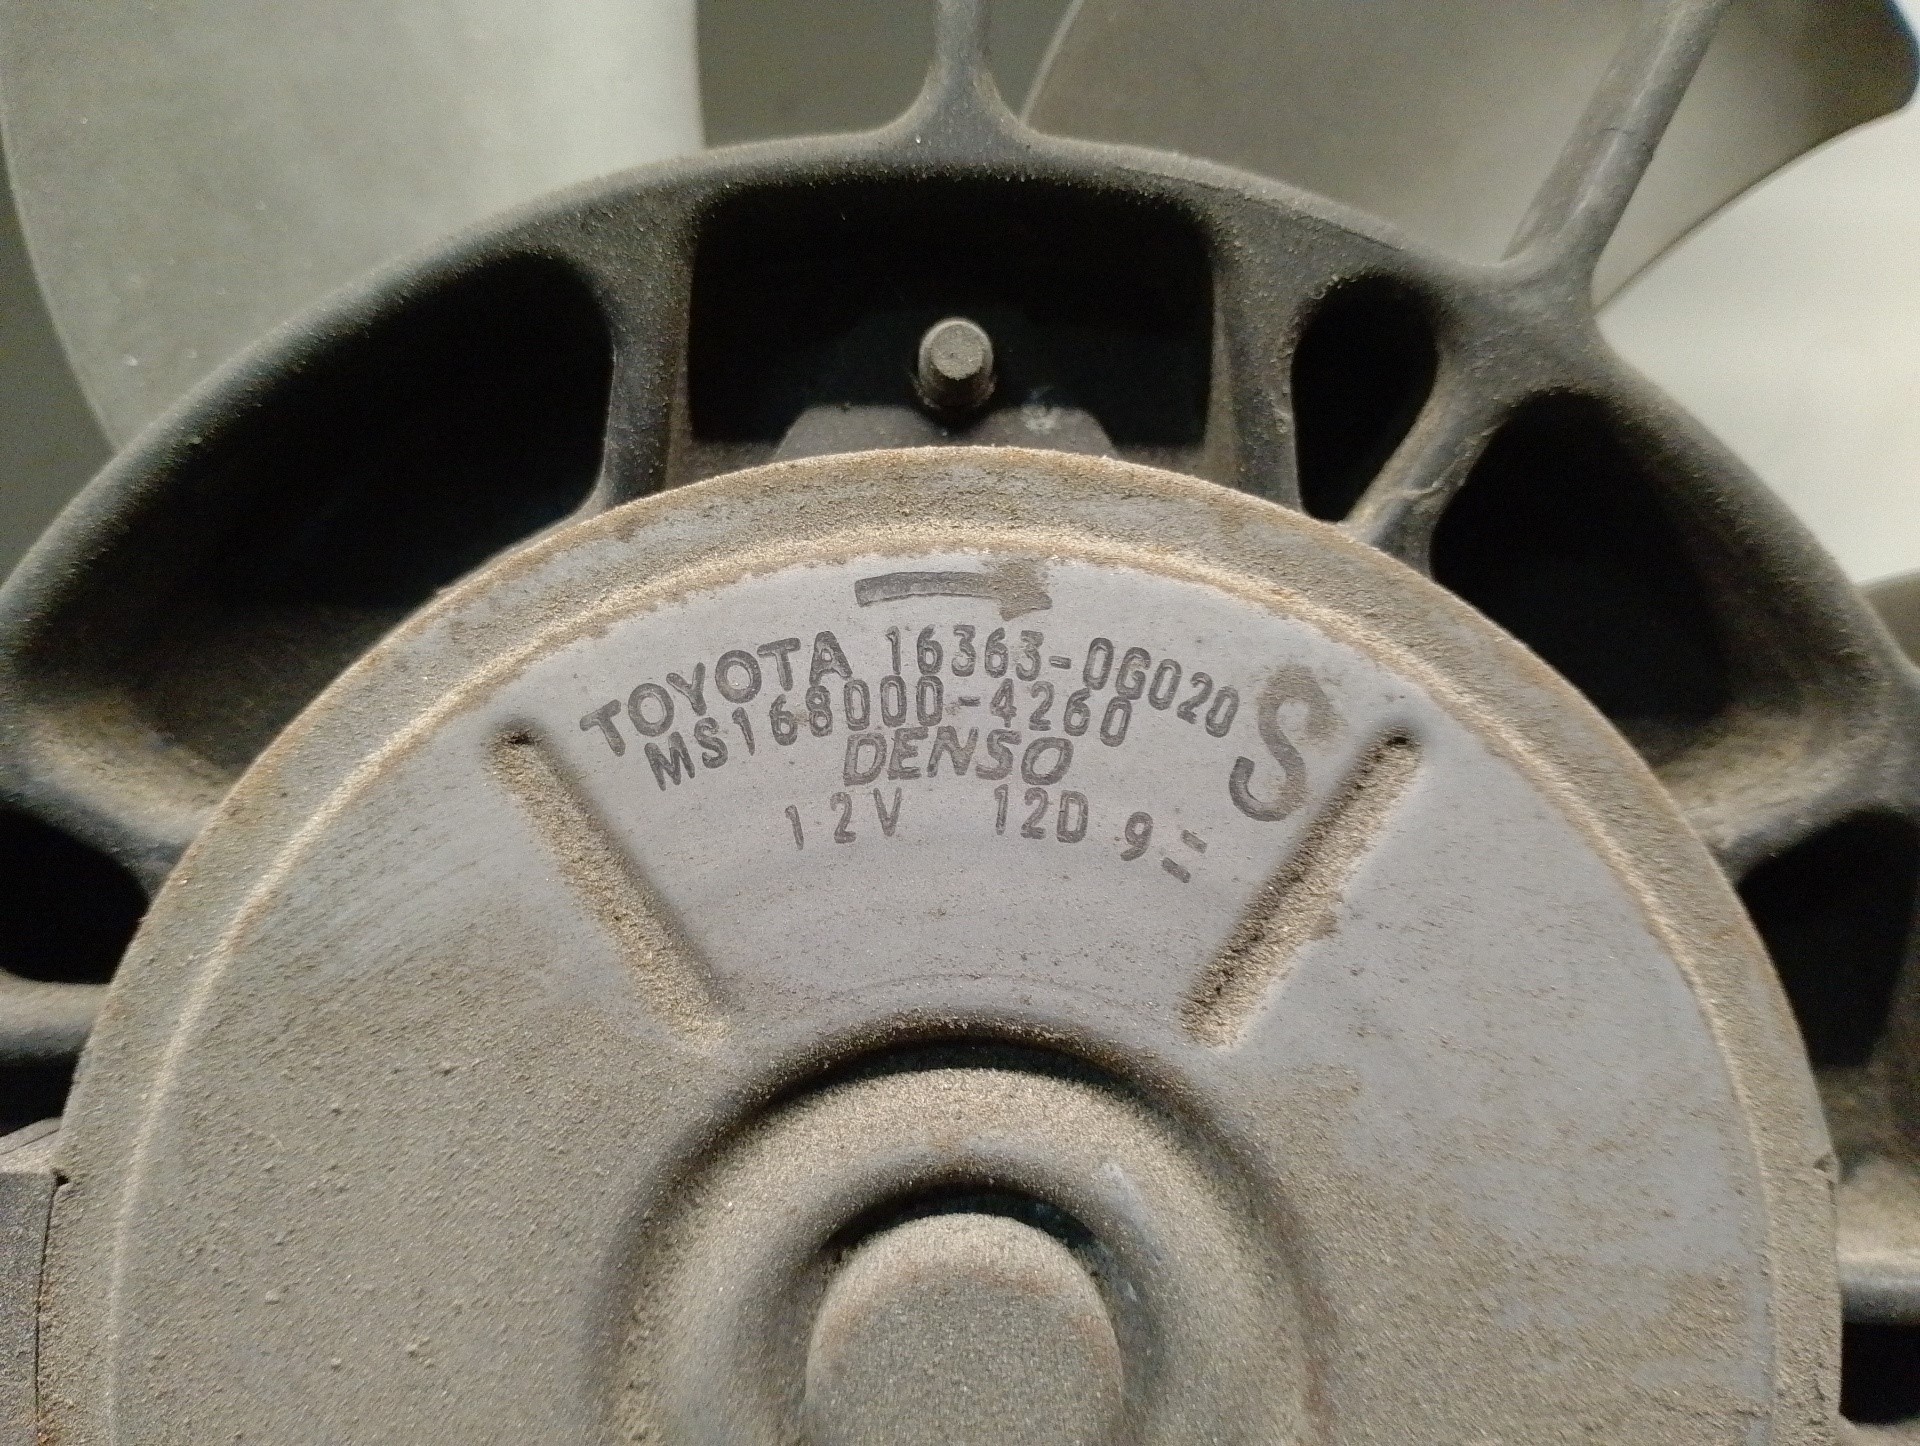 TOYOTA 16363-0G020 S
MS168000-4260
DENSO
12V 12D 9